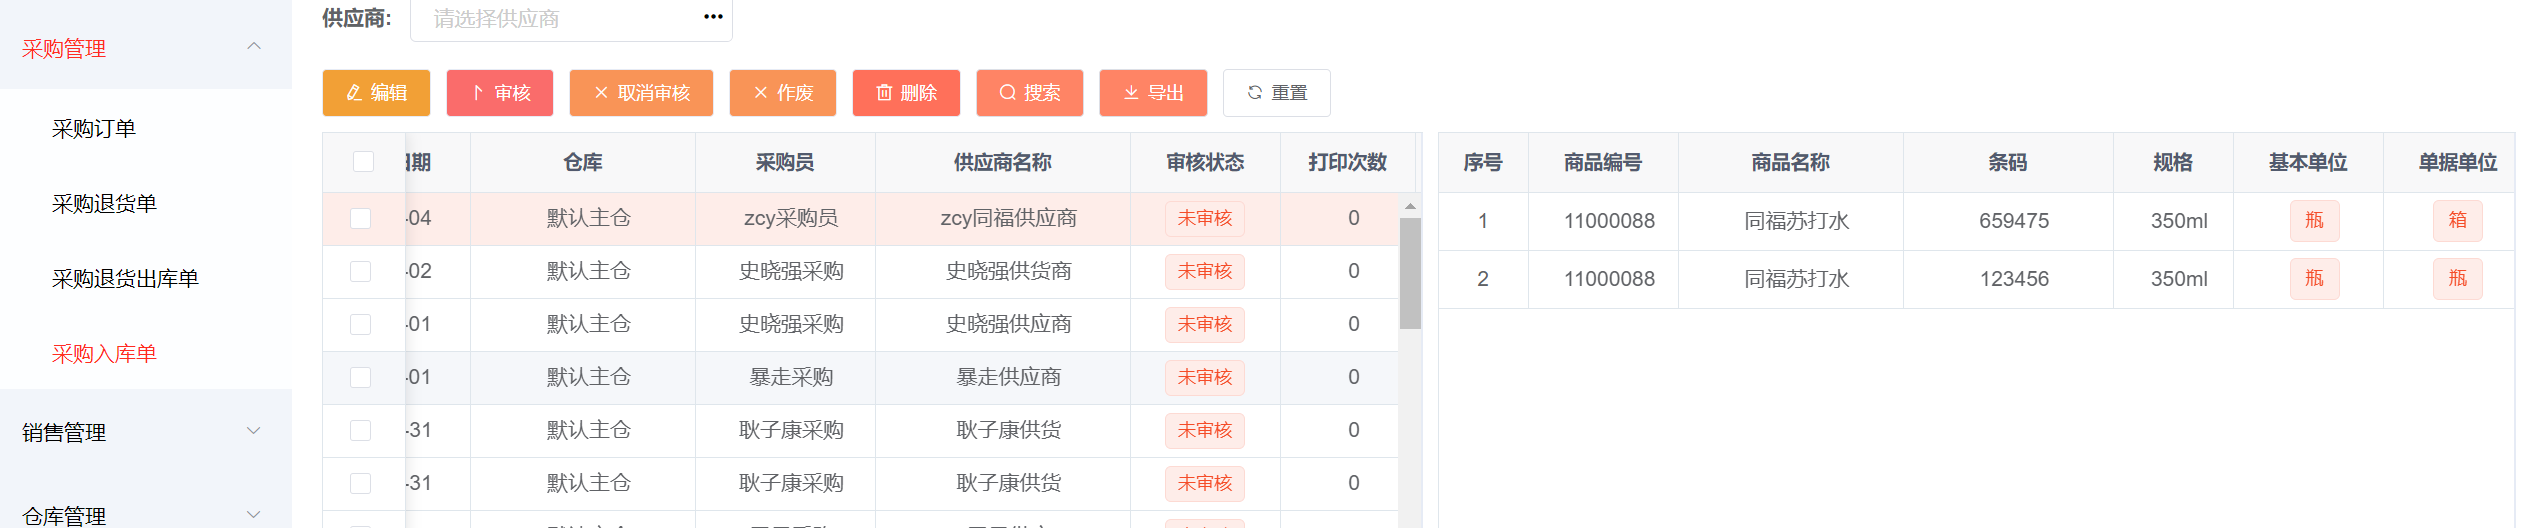 供应商: 请选择供应商 •••
采购管理
采购订单
采购退货单
采购退货出库单
采购入库单
销售管理
仓库管理
编辑 审核 取消审核 作废 删除 搜索 导出 重置
日期 仓库 采购员 供应商名称 审核状态 打印次数
-04 默认主仓 zcy采购员 zcy同福供应商 未审核 0
-02 默认主仓 史晓强采购 史晓强供货商 未审核 0
-01 默认主仓 史晓强采购 史晓强供应商 未审核 0
-01 默认主仓 暴走采购 暴走供应商 未审核 0
-31 默认主仓 耿子康采购 耿子康供货 未审核 0
-31 默认主仓 耿子康采购 耿子康供货 未审核 0
序号 商品编号 商品名称 条码 规格 基本单位 单据单位
1 11000088 同福苏打水 659475 350ml 瓶 箱
2 11000088 同福苏打水 123456 350ml 瓶 瓶